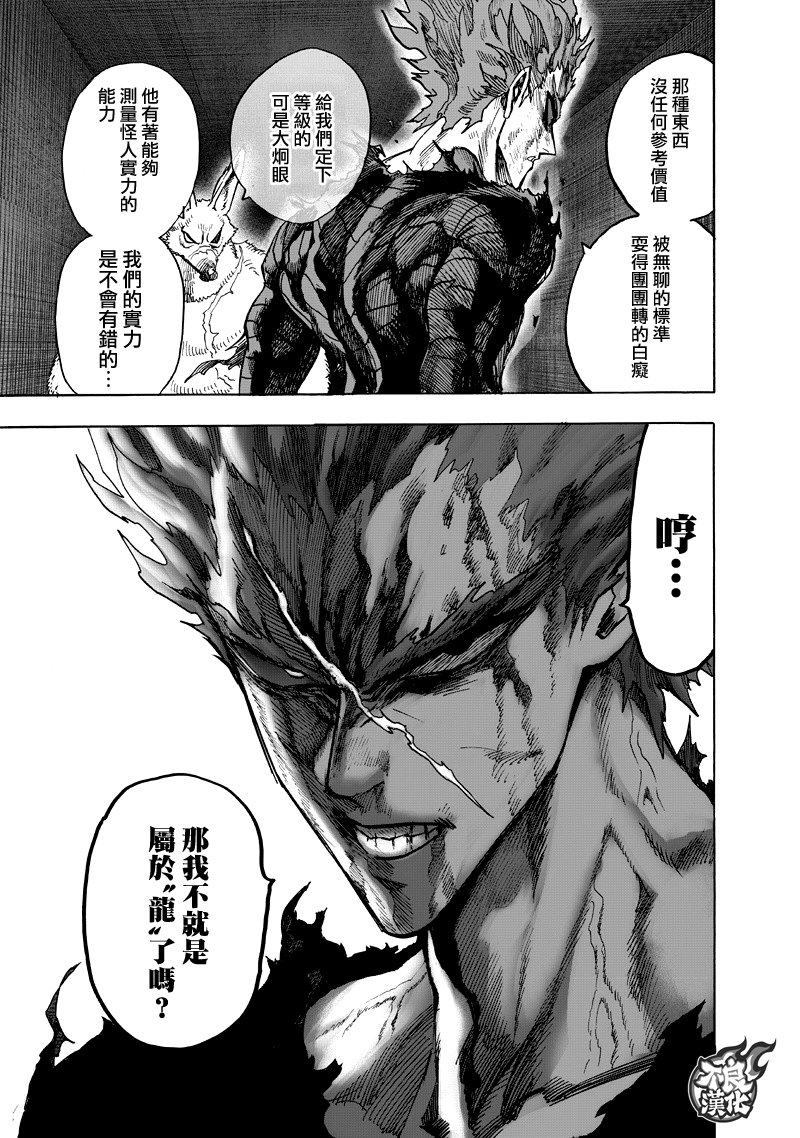 那種東西
沒任何參考價值
被無聊的標準
耍得團團轉的白癡
給我們定下
等級的
可是大炯眼
他有著能夠
測量怪人實力的
能力
我們的實力
是不會有錯的…
哼…
那我不就是
屬於〝龍〞了嗎?
狼
漢化